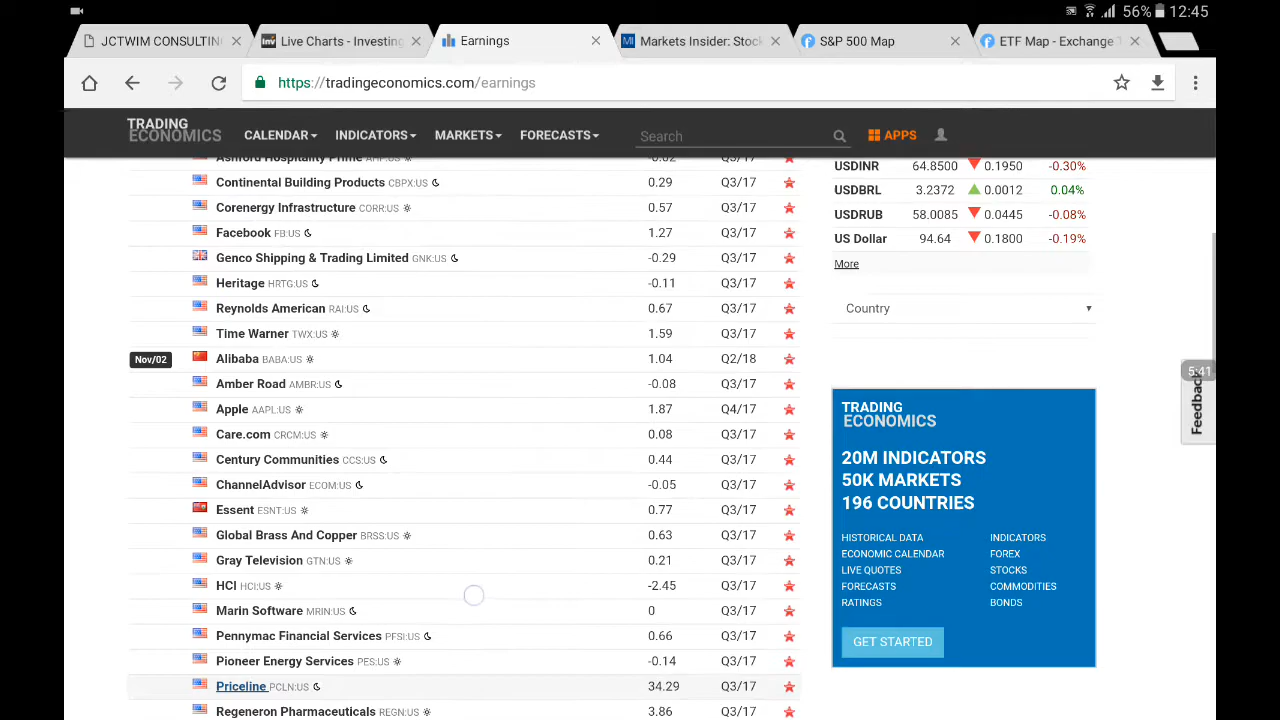 56% 12:45
JCTWIM CONSULTIN × Live Charts - Investing × Earnings × Markets Insider: Stock × S&P 500 Map × ETF Map - Exchange T ×
https://tradingeconomics.com/earnings
TRADING ECONOMICS CALENDAR INDICATORS MARKETS FORECASTS Search APPS
Ashford Hospitality Prime AHP:US -0.02 Q3/17
Continental Building Products CBPX:US 0.29 Q3/17
Corenergy Infrastructure CORR:US 0.57 Q3/17
Facebook FB:US 1.27 Q3/17
Genco Shipping & Trading Limited GNK:US -0.29 Q3/17
Heritage HRTG:US -0.11 Q3/17
Reynolds American RAI:US 0.67 Q3/17
Time Warner TWX:US 1.59 Q3/17
Nov/02 Alibaba BABA:US 1.04 Q2/18
Amber Road AMBR:US -0.08 Q3/17
Apple AAPL:US 1.87 Q4/17
Care.com CRCM:US 0.08 Q3/17
Century Communities CCS:US 0.44 Q3/17
ChannelAdvisor ECOM:US -0.05 Q3/17
Essent ESNT:US 0.77 Q3/17
Global Brass And Copper BRSS:US 0.63 Q3/17
Gray Television GTN:US 0.21 Q3/17
HCI HCI:US -2.45 Q3/17
Marin Software MRIN:US 0 Q3/17
Pennymac Financial Services PFSI:US 0.66 Q3/17
Pioneer Energy Services PES:US -0.14 Q3/17
Priceline PCLN:US 34.29 Q3/17
Regeneron Pharmaceuticals REGN:US 3.86 Q3/17
USDINR 64.8500 0.1950 -0.30%
USDBRL 3.2372 0.0012 0.04%
USDRUB 58.0085 0.0445 -0.08%
US Dollar 94.64 0.1800 -0.19%
More
Country
5:41
Feedback
TRADING
ECONOMICS
20M INDICATORS
50K MARKETS
196 COUNTRIES
HISTORICAL DATA INDICATORS
ECONOMIC CALENDAR FOREX
LIVE QUOTES STOCKS
FORECASTS COMMODITIES
RATINGS BONDS
GET STARTED